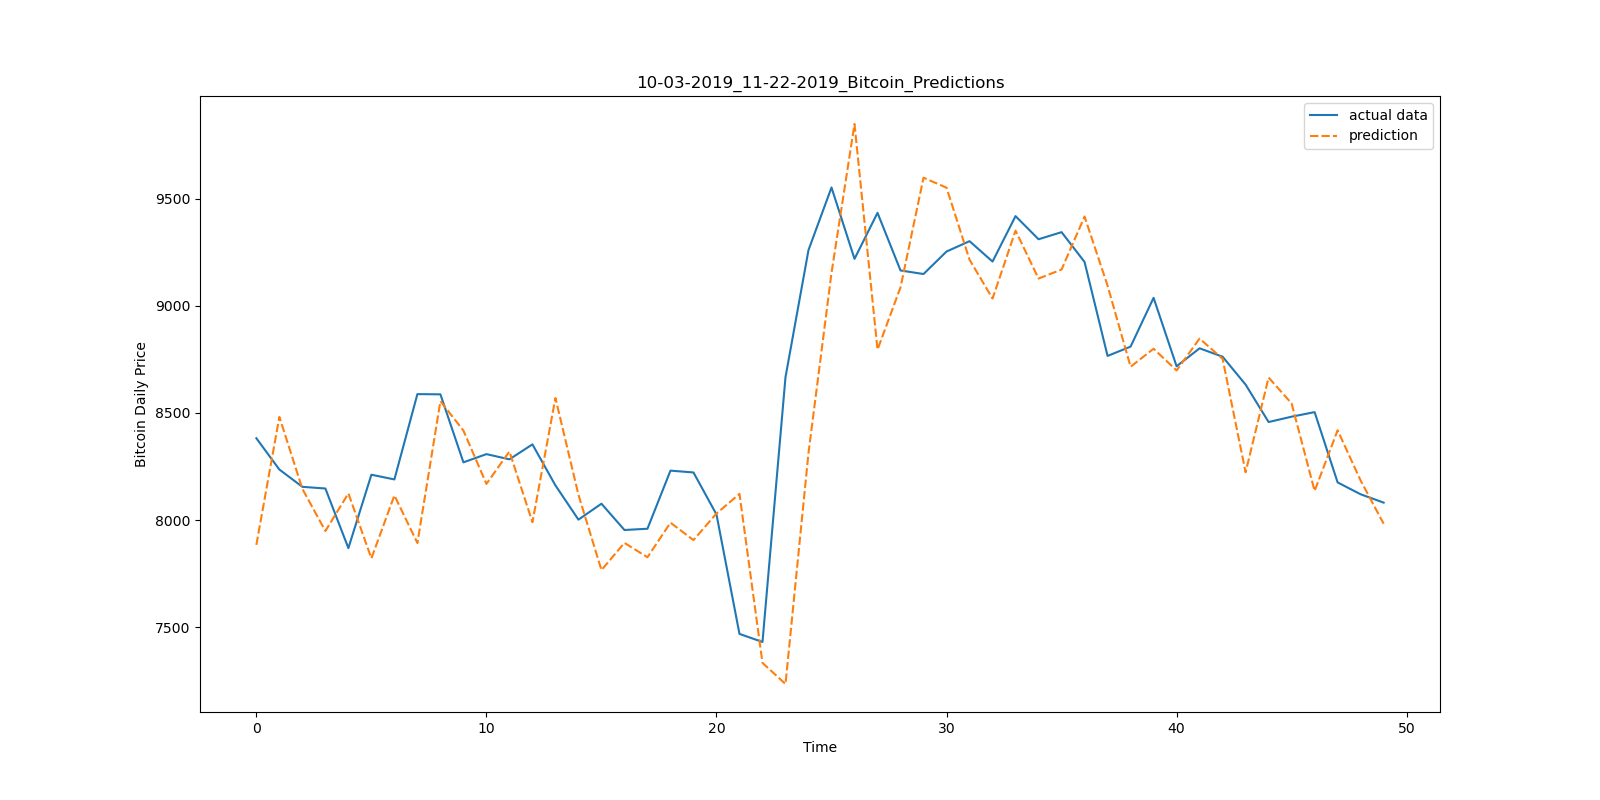 10-03-2019_11-22-2019_Bitcoin_Predictions
actual data
prediction
Bitcoin Daily Price
9500
9000
8500
8000
7500
0 10 20 30 40 50
Time